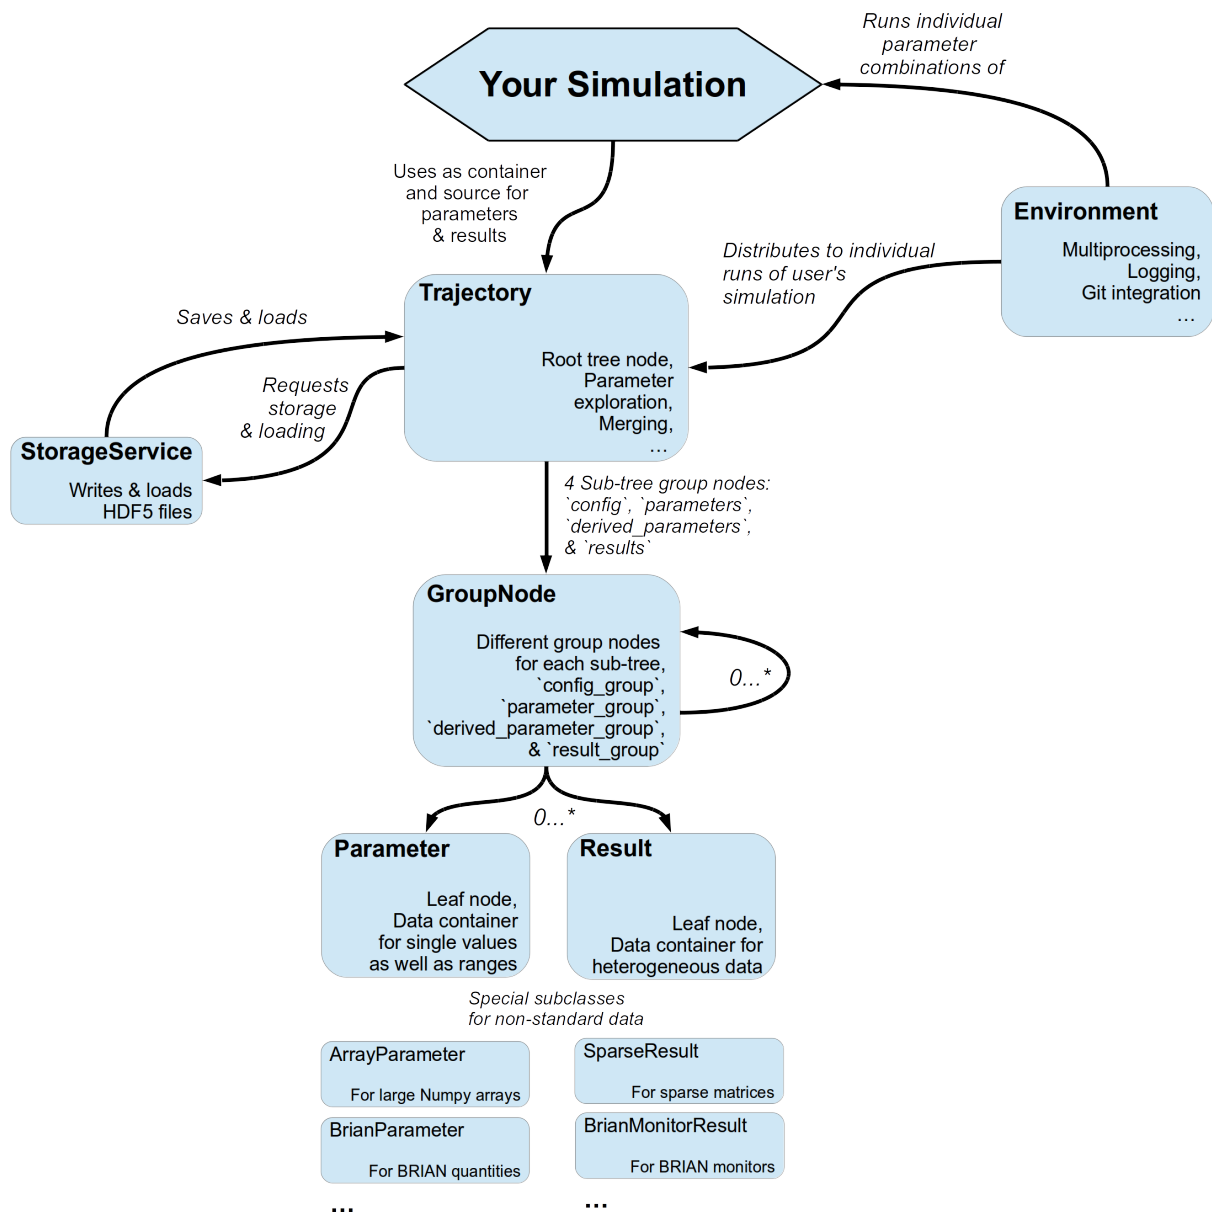 Runs individual
parameter
combinations of
Your Simulation
Uses as container
and source for
parameters
& results
Environment
Multiprocessing,
Logging,
Git integration
...
Distributes to individual
runs of user's
simulation
Trajectory
Root tree node,
Parameter
exploration,
Merging,
...
Saves & loads
Requests
storage
& loading
StorageService
Writes & loads
HDF5 files
4 Sub-tree group nodes:
`config`, `parameters`,
`derived_parameters`,
& `results`
GroupNode
Different group nodes
for each sub-tree,
`config_group`,
`parameter_group`,
`derived_parameter_group`,
& `result_group`
0...*
0...*
Parameter
Leaf node,
Data container
for single values
as well as ranges
Result
Leaf node,
Data container for
heterogeneous data
Special subclasses
for non-standard data
ArrayParameter
For large Numpy arrays
SparseResult
For sparse matrices
BrianParameter
For BRIAN quantities
BrianMonitorResult
For BRIAN monitors
...
...